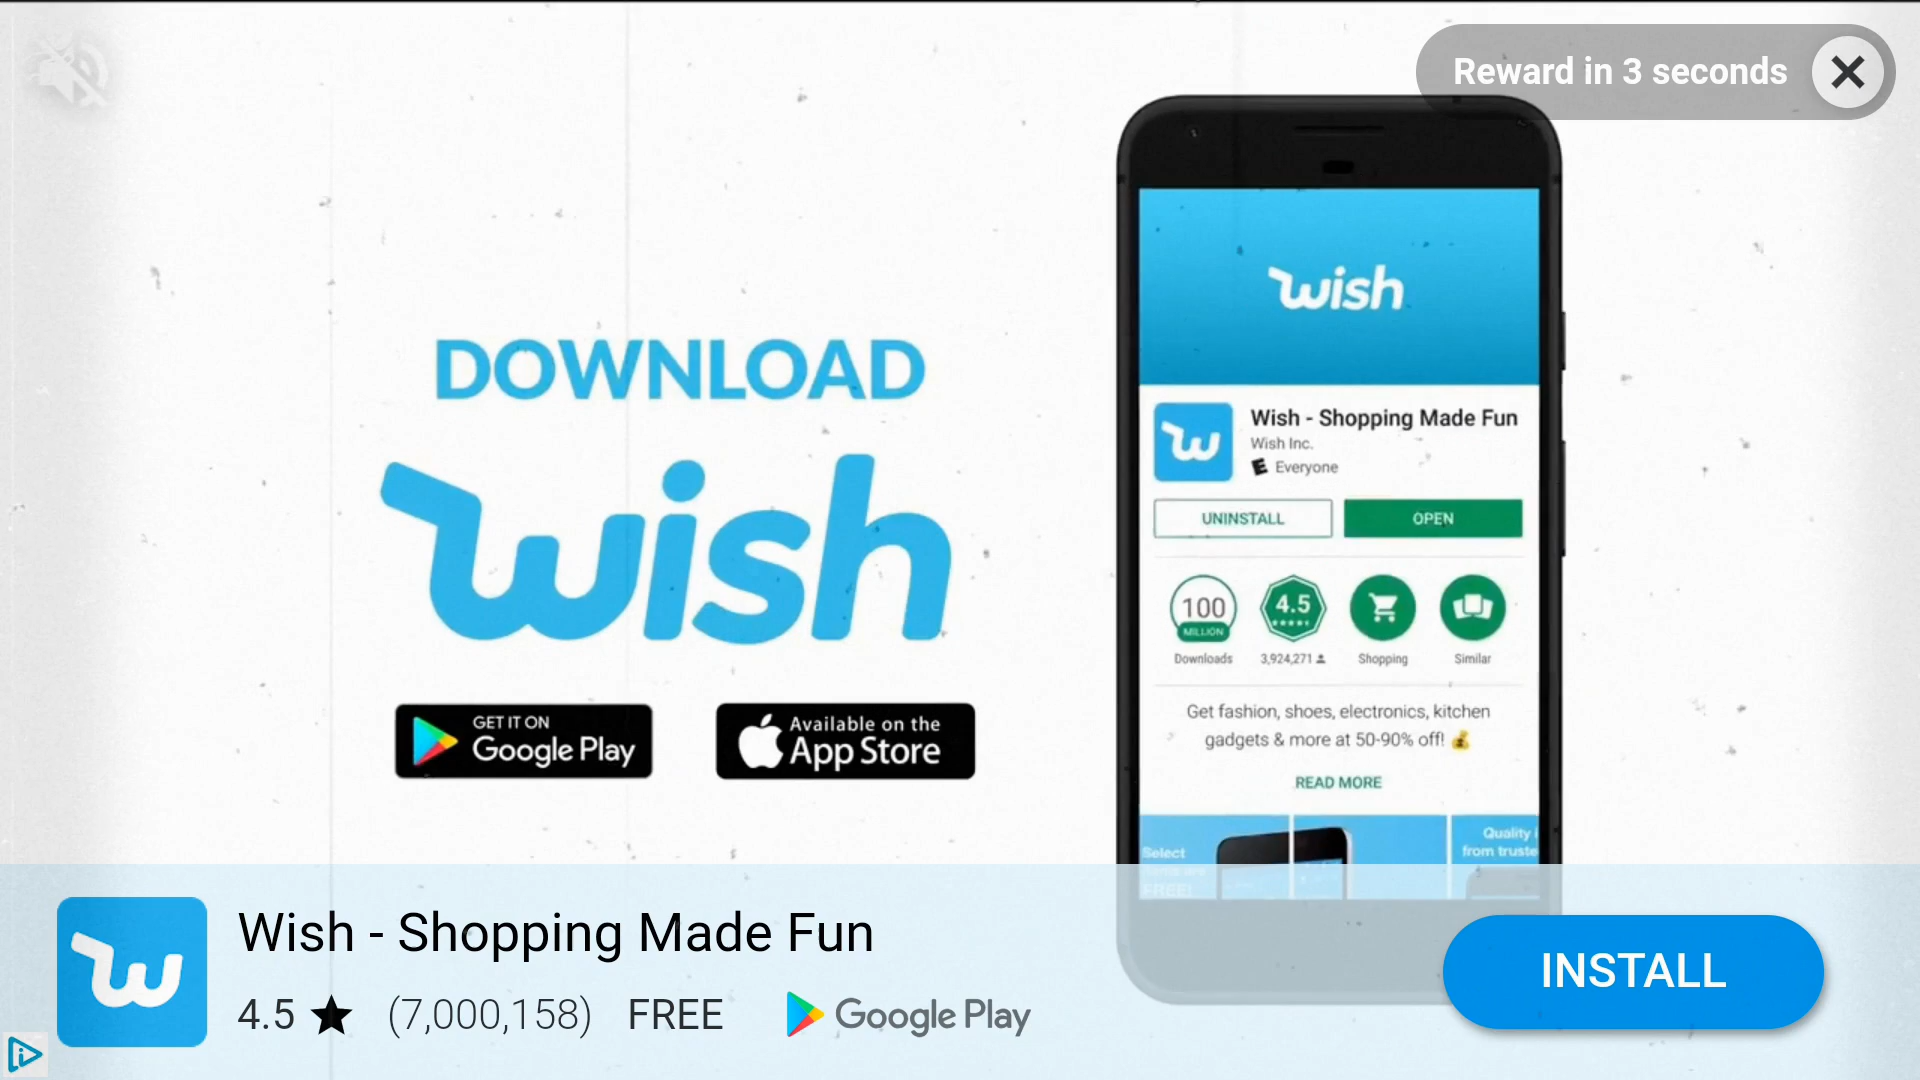 Reward in 3 seconds
DOWNLOAD
wish
GET IT ON
Google Play
Available on the
App Store
wish
Wish - Shopping Made Fun
Wish Inc.
E Everyone
UNINSTALL
OPEN
100
MILLION
Downloads
4.5
3,924,271
Shopping
Similar
Get fashion, shoes, electronics, kitchen
gadgets & more at 50-90% off! 💰
READ MORE
Select
FREE!
Quality i
from truste
w
Wish - Shopping Made Fun
4.5 ★ (7,000,158) FREE Google Play
INSTALL